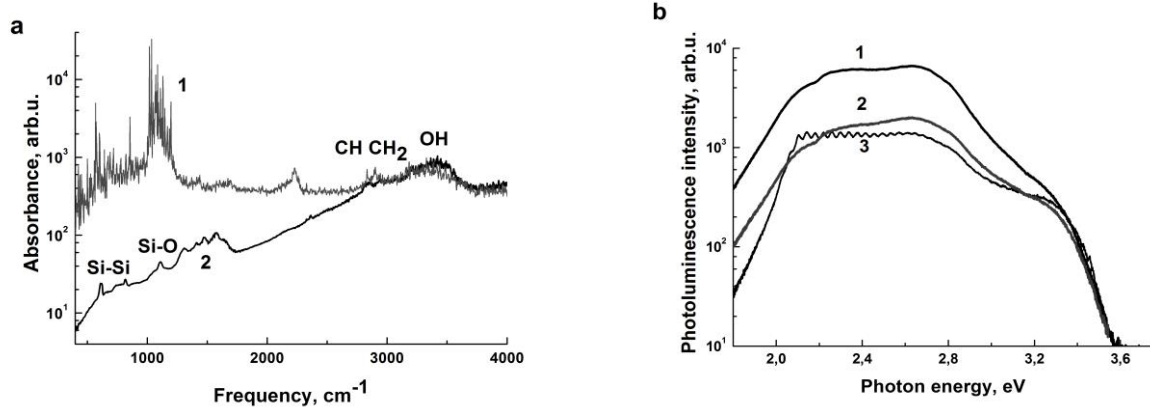 a
Absorbance, arb.u.
10⁴
10³
10²
10¹
1
CH CH₂ OH
Si-O
Si-Si
2
1000 2000 3000 4000
Frequency, cm⁻¹
b
Photoluminescence intensity, arb.u.
10⁴
10³
10²
10¹
1
2
3
2,0 2,4 2,8 3,2 3,6
Photon energy, eV